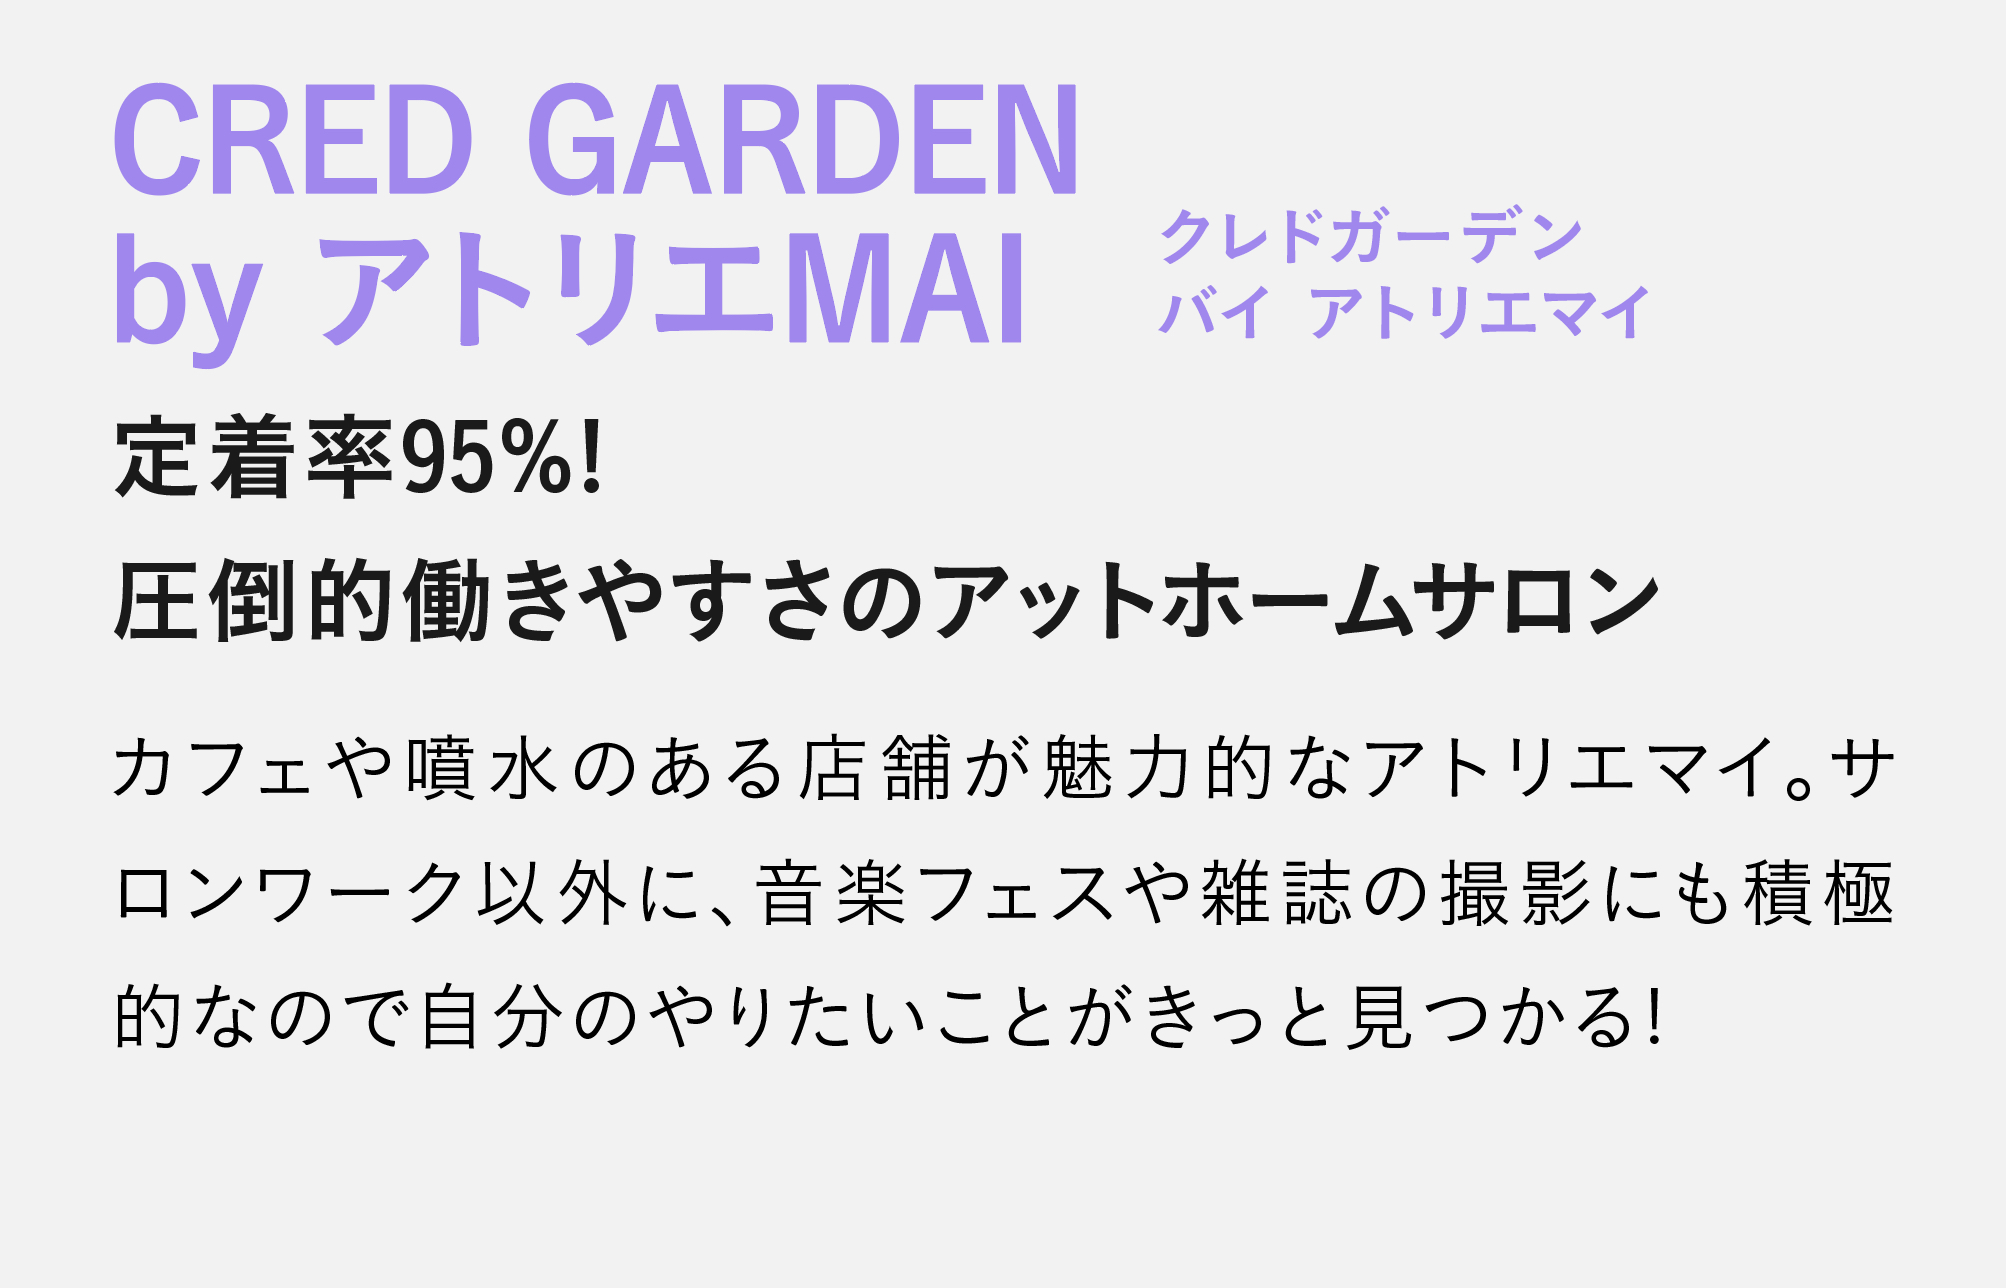 CRED GARDEN
by アトリエMAI
クレドガーデン
バイ アトリエマイ
定着率95%!
圧倒的働きやすさのアットホームサロン
カフェや噴水のある店舗が魅力的なアトリエマイ。サ
ロンワーク以外に、音楽フェスや雑誌の撮影にも積極
的なので自分のやりたいことがきっと見つかる!